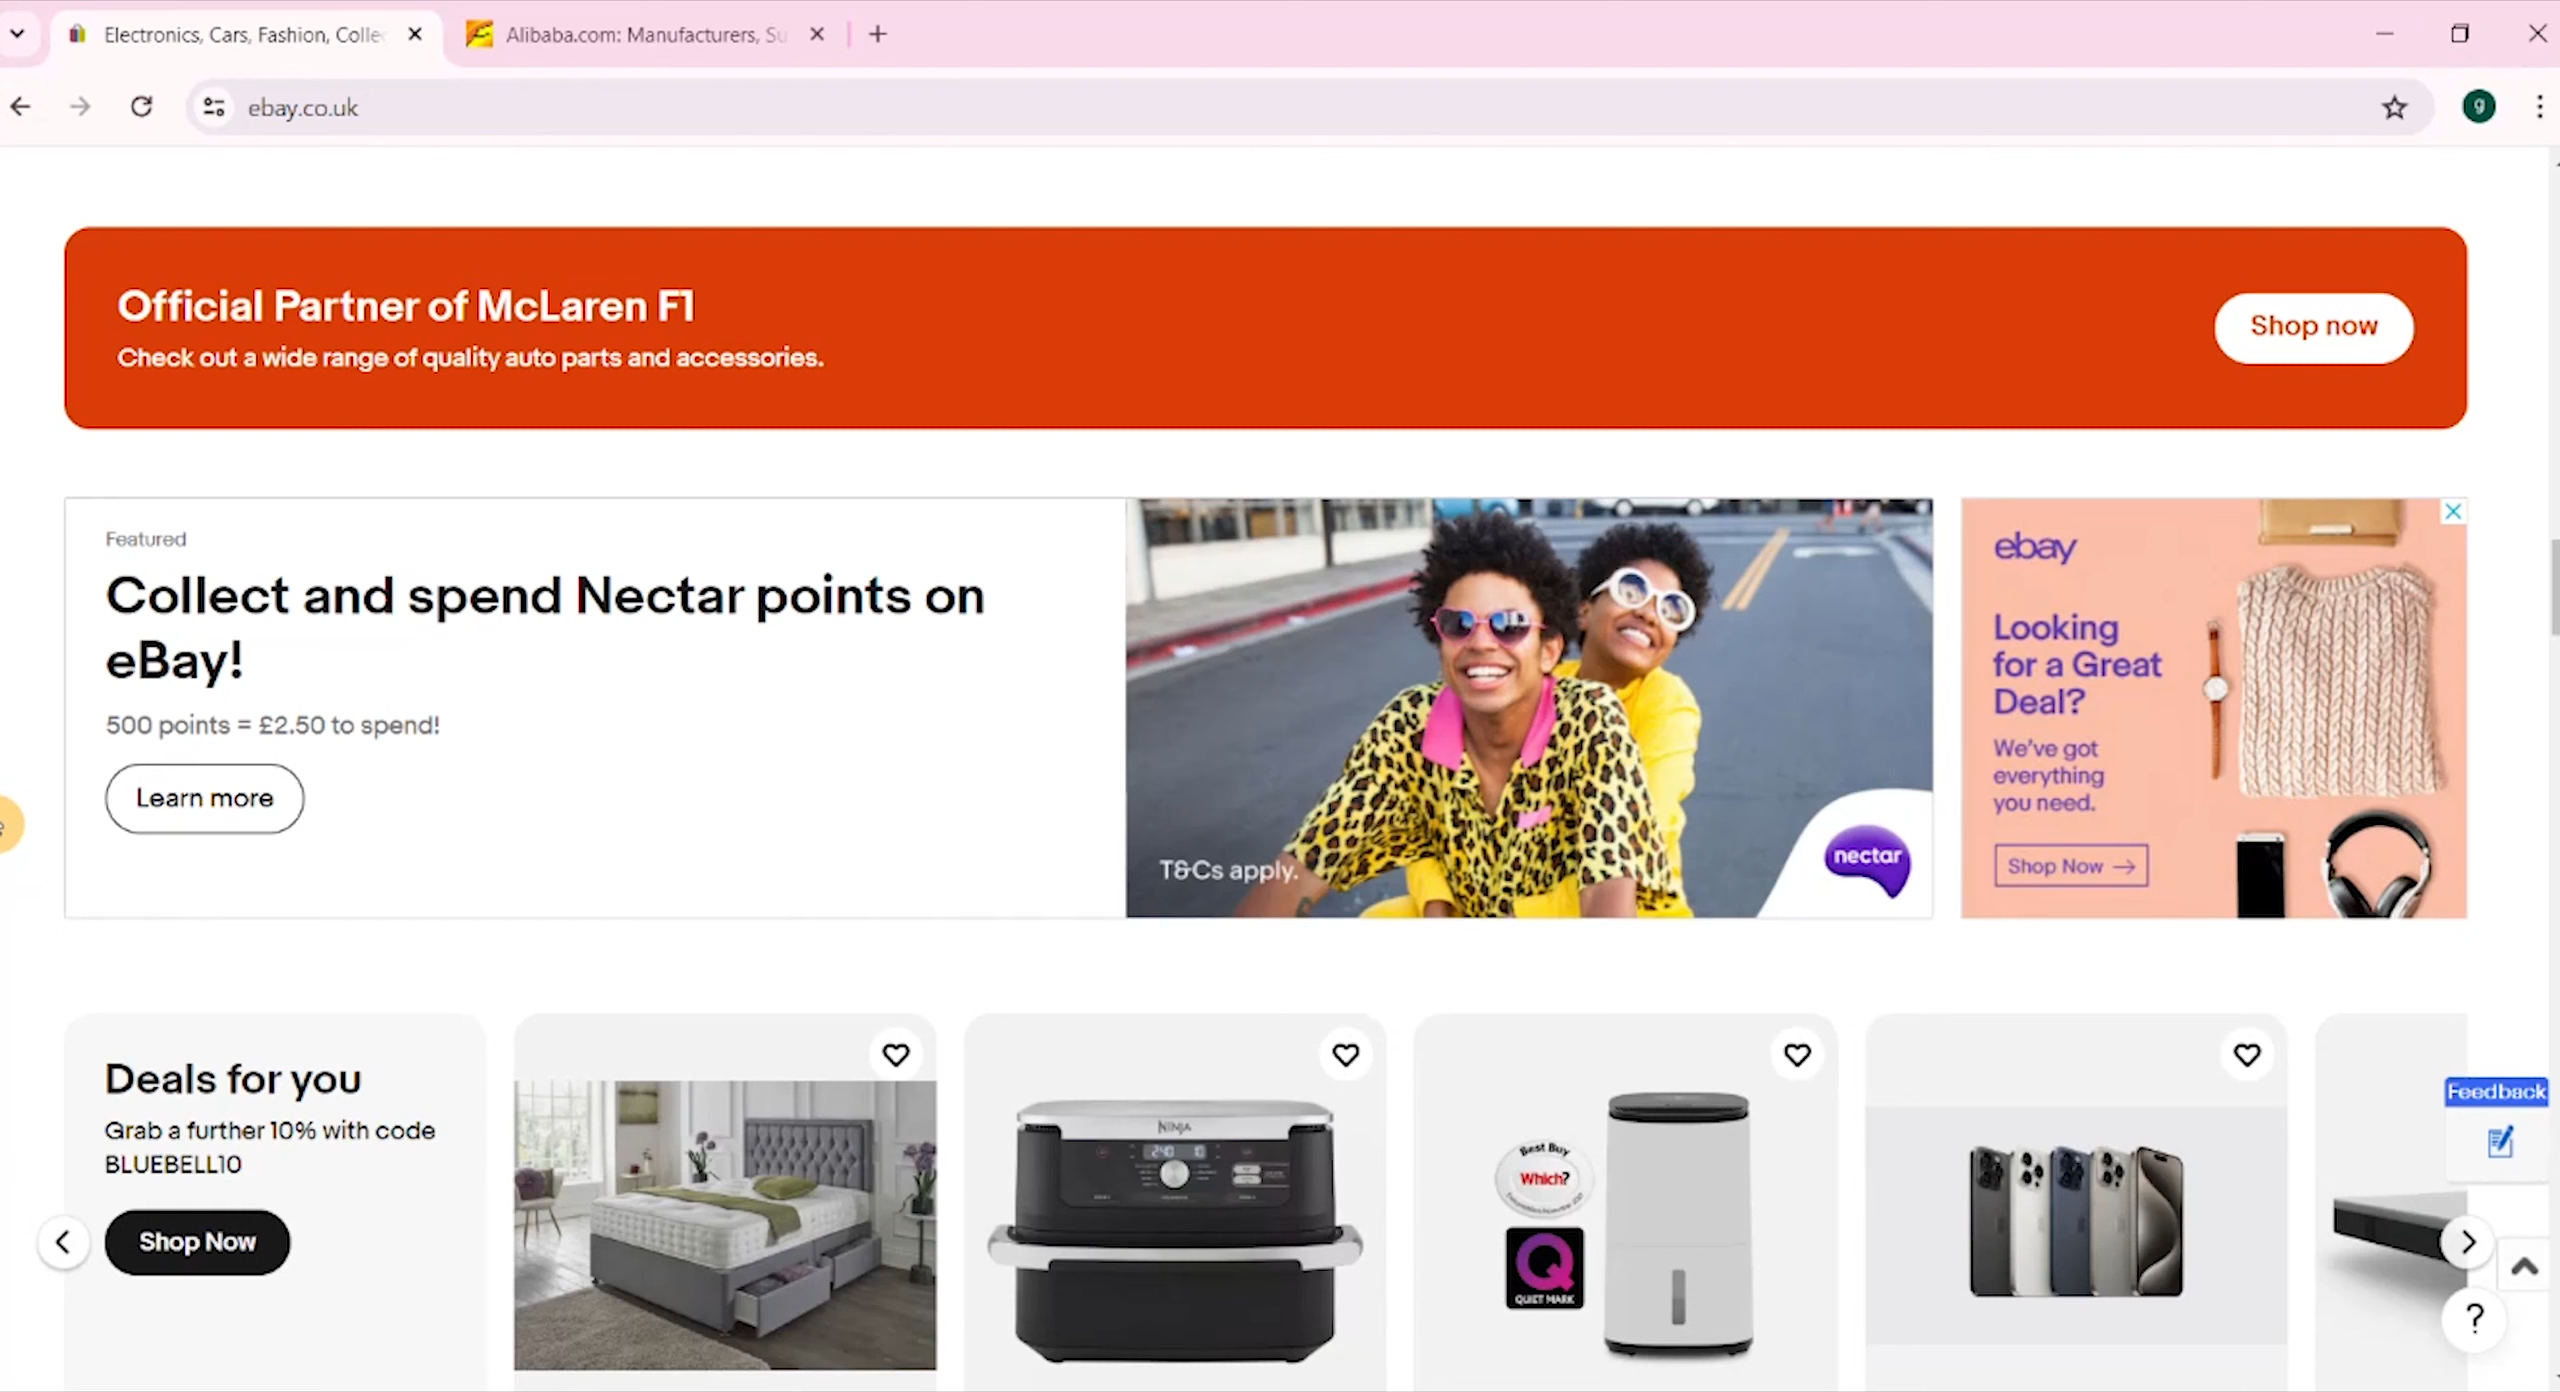 Electronics, Cars, Fashion, Colle
Alibaba.com: Manufacturers, Su
ebay.co.uk
g
Official Partner of McLaren F1
Check out a wide range of quality auto parts and accessories.
Shop now
Featured
Collect and spend Nectar points on
eBay!
500 points = £2.50 to spend!
Learn more
T&Cs apply.
nectar
ebay
Looking
for a Great
Deal?
We've got
everything
you need.
Shop Now →
Deals for you
Grab a further 10% with code
BLUEBELL10
Shop Now
NINJA
240 10
Best Buy
Which?
Q
QUIET MARK
Feedback
?